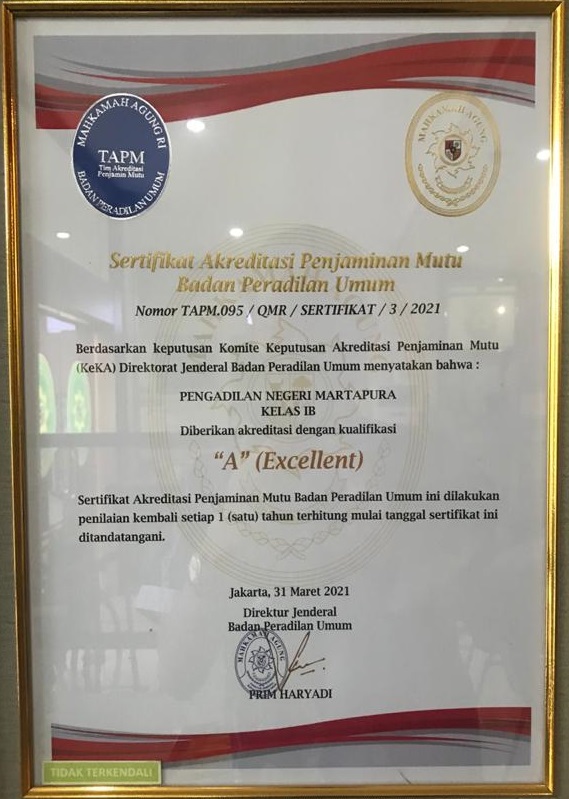 MAHKAMAH AGUNG RI
TAPM
Tim Akreditasi
Penjamin Mutu
BADAN PERADILAN UMUM
MAHKAMAH AGUNG
Sertifikat Akreditasi Penjaminan Mutu
Badan Peradilan Umum
Nomor TAPM.095 / QMR / SERTIFIKAT / 3 / 2021
Berdasarkan keputusan Komite Keputusan Akreditasi Penjaminan Mutu
(KeKA) Direktorat Jenderal Badan Peradilan Umum menyatakan bahwa :
PENGADILAN NEGERI MARTAPURA
KELAS IB
Diberikan akreditasi dengan kualifikasi
“A” (Excellent)
Sertifikat Akreditasi Penjaminan Mutu Badan Peradilan Umum ini dilakukan
penilaian kembali setiap 1 (satu) tahun terhitung mulai tanggal sertifikat ini
ditandatangani.
Jakarta, 31 Maret 2021
Direktur Jenderal
Badan Peradilan Umum
MAHKAMAH AGUNG
PRIM HARYADI
TIDAK TERKENDALI